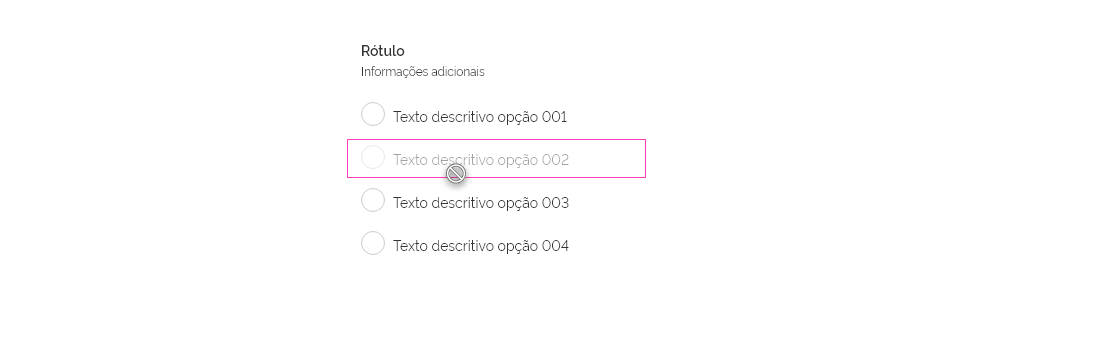 Rótulo
Informações adicionais
Texto descritivo opção 001
Texto descritivo opção 002
Texto descritivo opção 003
Texto descritivo opção 004